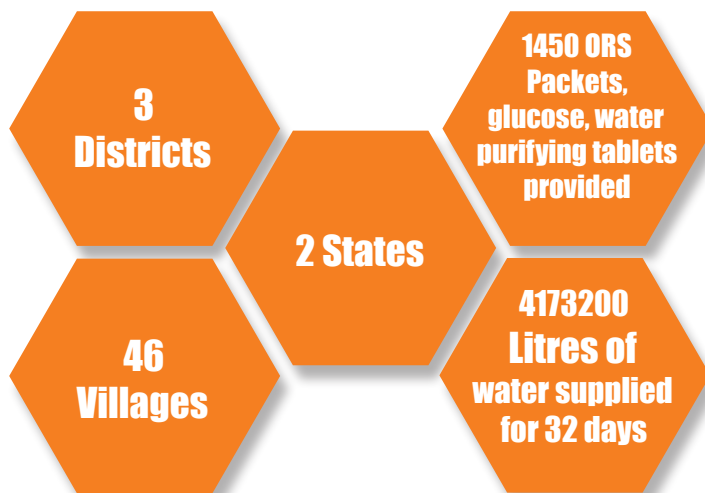 3
Districts
1450 ORS
Packets,
glucose, water
purifying tablets
provided
2 States
46
Villages
4173200
Litres of
water supplied
for 32 days